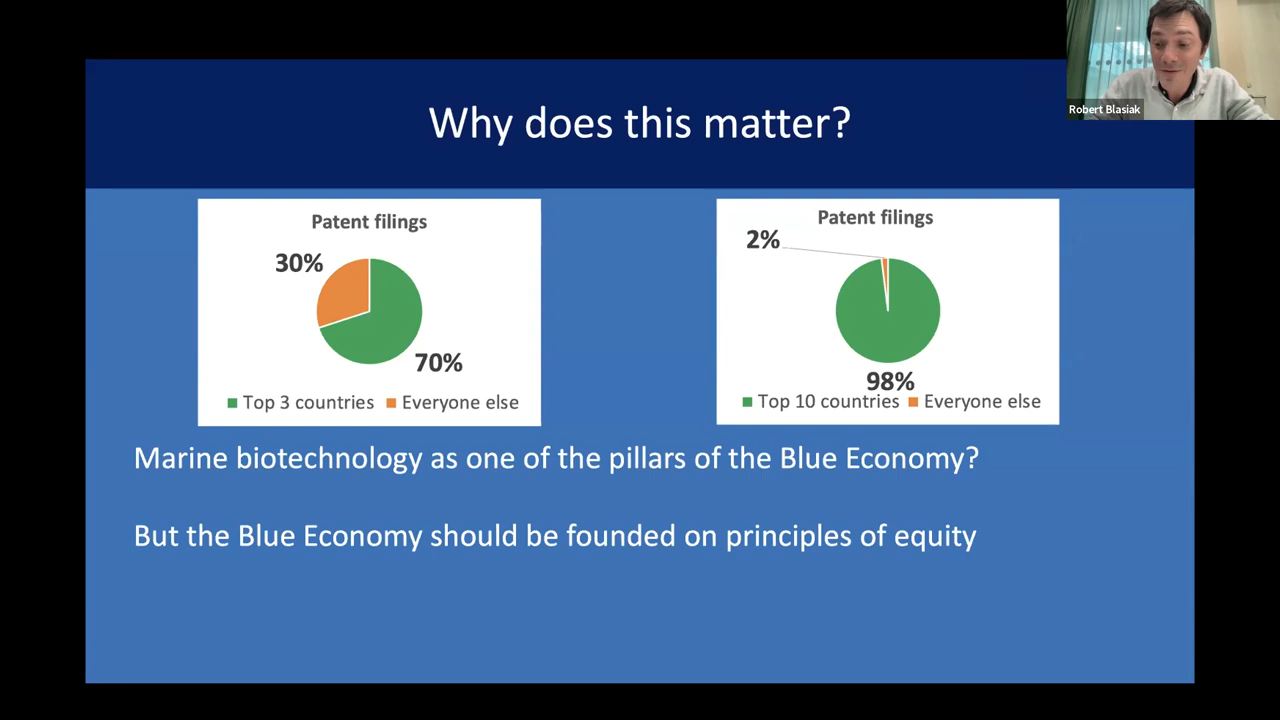 Robert Blasiak
Why does this matter?
Patent filings
30%
70%
Top 3 countries Everyone else
Patent filings
2%
98%
Top 10 countries Everyone else
Marine biotechnology as one of the pillars of the Blue Economy?
But the Blue Economy should be founded on principles of equity